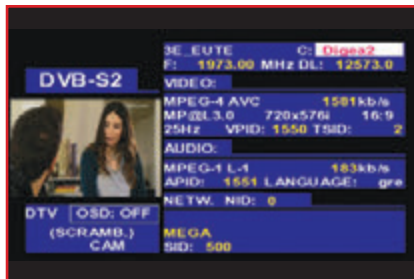 DVB-S2
3E_EUTE C: Digea2
F: 1973.00 MHz DL: 12573.0
VIDEO:
MPEG-4 AVC 1581kb/s
MP@L3.0 720x576i 16:9
25Hz VPID: 1550 TSID: 2
AUDIO:
MPEG-1 L-1 183kb/s
APID: 1551 LANGUAGE: gre
NETW. NID: 0
MEGA
SID: 500
DTV OSD: OFF
(SCRAMB.)
CAM